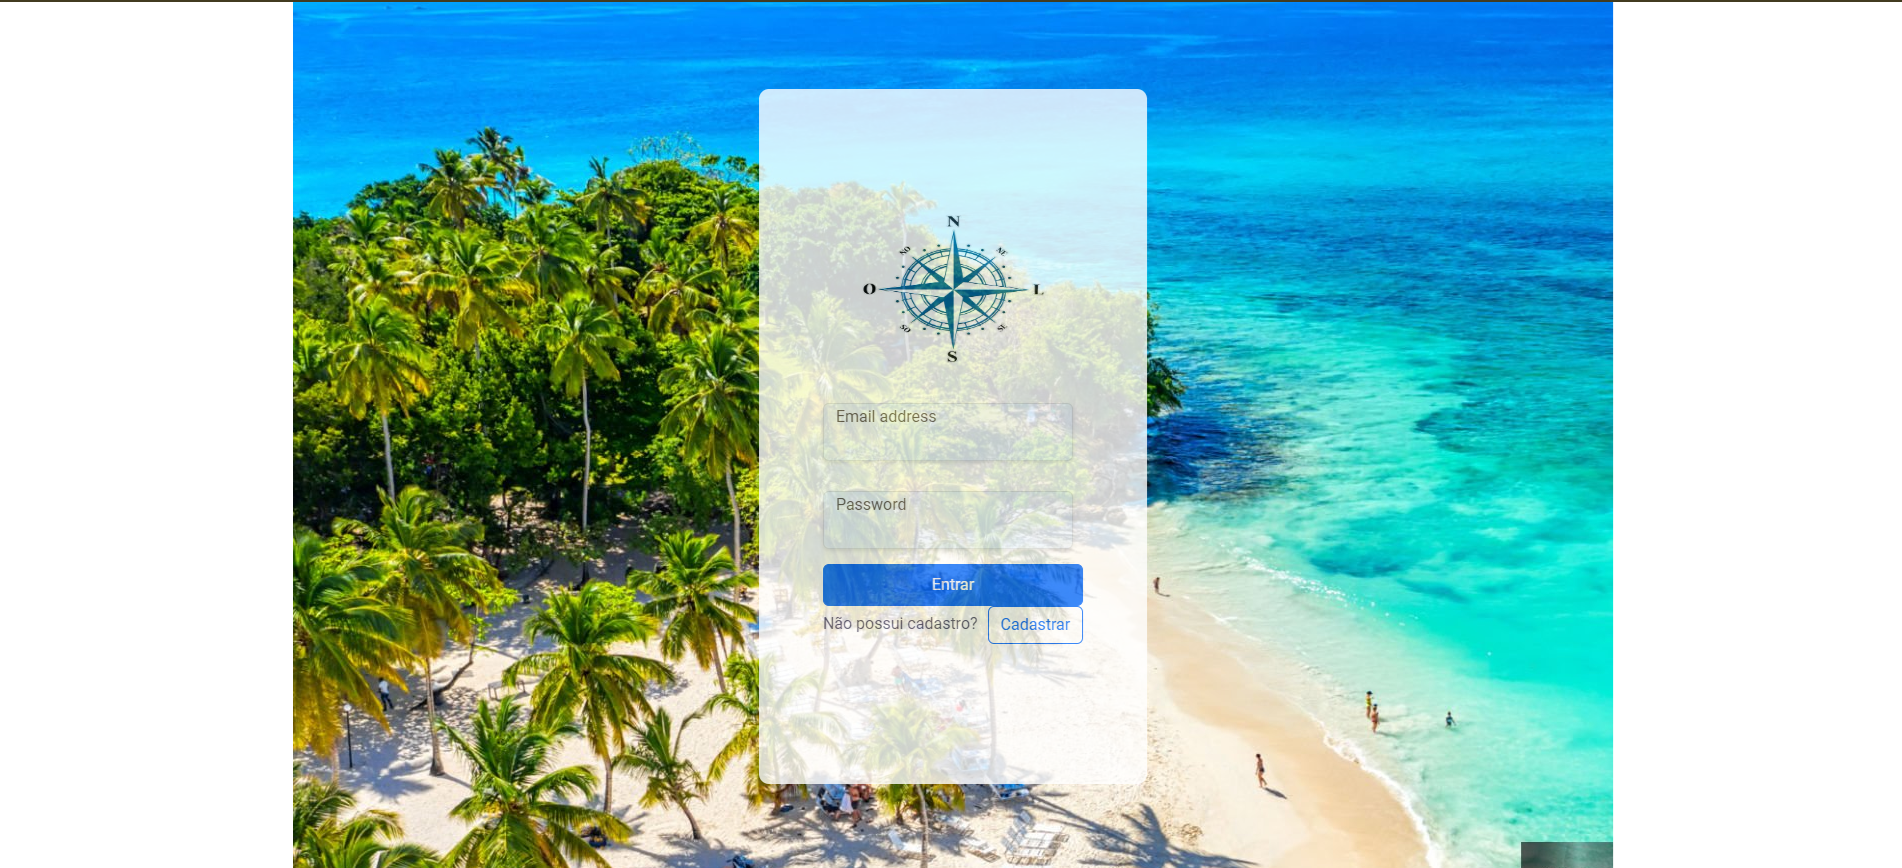 N
NO NE
O L
SO SE
S
Email address
Password
Entrar
Não possui cadastro? Cadastrar